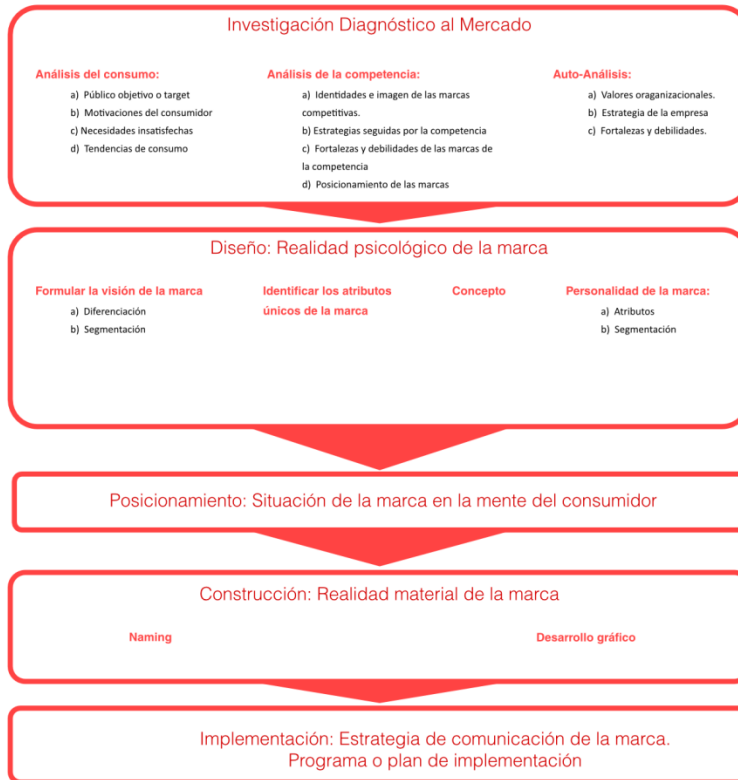 Investigación Diagnóstico al Mercado
Análisis del consumo:
a) Público objetivo o target
b) Motivaciones del consumidor
c) Necesidades insatisfechas
d) Tendencias de consumo
Análisis de la competencia:
a) Identidades e imagen de las marcas
competitivas.
b) Estrategias seguidas por la competencia
c) Fortalezas y debilidades de las marcas de
la competencia
d) Posicionamiento de las marcas
Auto-Análisis:
a) Valores oraganizacionales.
b) Estrategia de la empresa
c) Fortalezas y debilidades.
Diseño: Realidad psicológico de la marca
Formular la visión de la marca
a) Diferenciación
b) Segmentación
Identificar los atributos
únicos de la marca
Concepto
Personalidad de la marca:
a) Atributos
b) Segmentación
Posicionamiento: Situación de la marca en la mente del consumidor
Construcción: Realidad material de la marca
Naming
Desarrollo gráfico
Implementación: Estrategia de comunicación de la marca.
Programa o plan de implementación